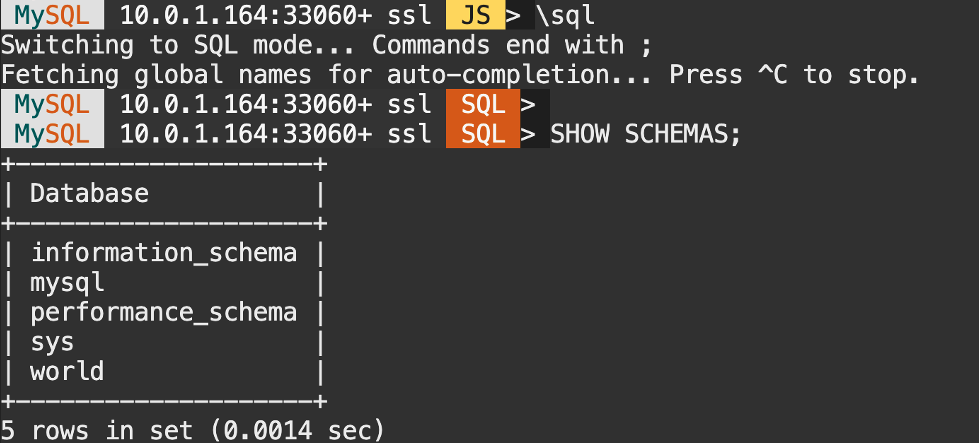 MySQL 10.0.1.164:33060+ ssl JS > \sql
Switching to SQL mode... Commands end with ;
Fetching global names for auto-completion... Press ^C to stop.
MySQL 10.0.1.164:33060+ ssl SQL >
MySQL 10.0.1.164:33060+ ssl SQL > SHOW SCHEMAS;
+--------------------+
| Database           |
+--------------------+
| information_schema |
| mysql              |
| performance_schema |
| sys                |
| world              |
+--------------------+
5 rows in set (0.0014 sec)